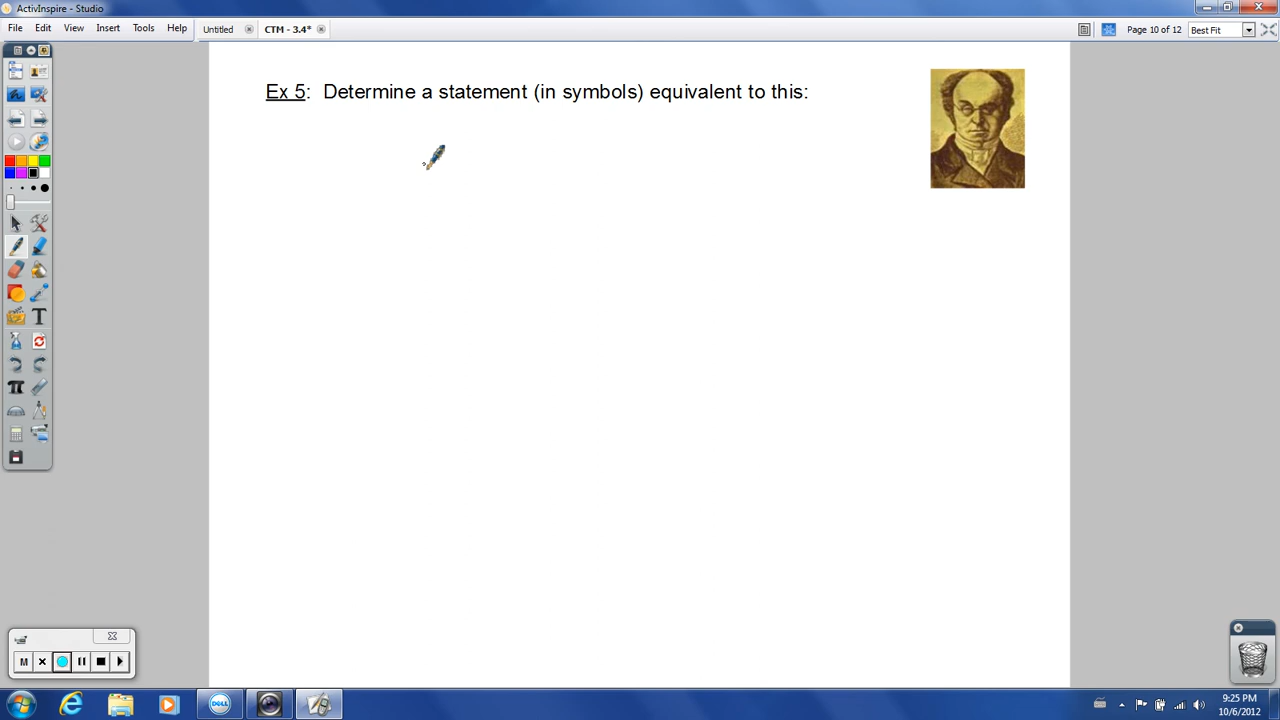 ActivInspire - Studio
File Edit View Insert Tools Help Untitled CTM - 3.4* Page 10 of 12 Best Fit
Ex 5: Determine a statement (in symbols) equivalent to this:
T
M
DELL
9:25 PM
10/6/2012